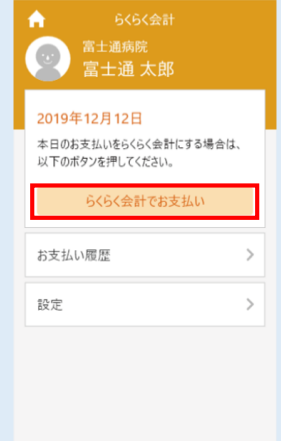 らくらく会計
富士通病院
富士通 太郎
2019年12月12日
本日のお支払いをらくらく会計にする場合は、
以下のボタンを押してください。
らくらく会計でお支払い
お支払い履歴
設定